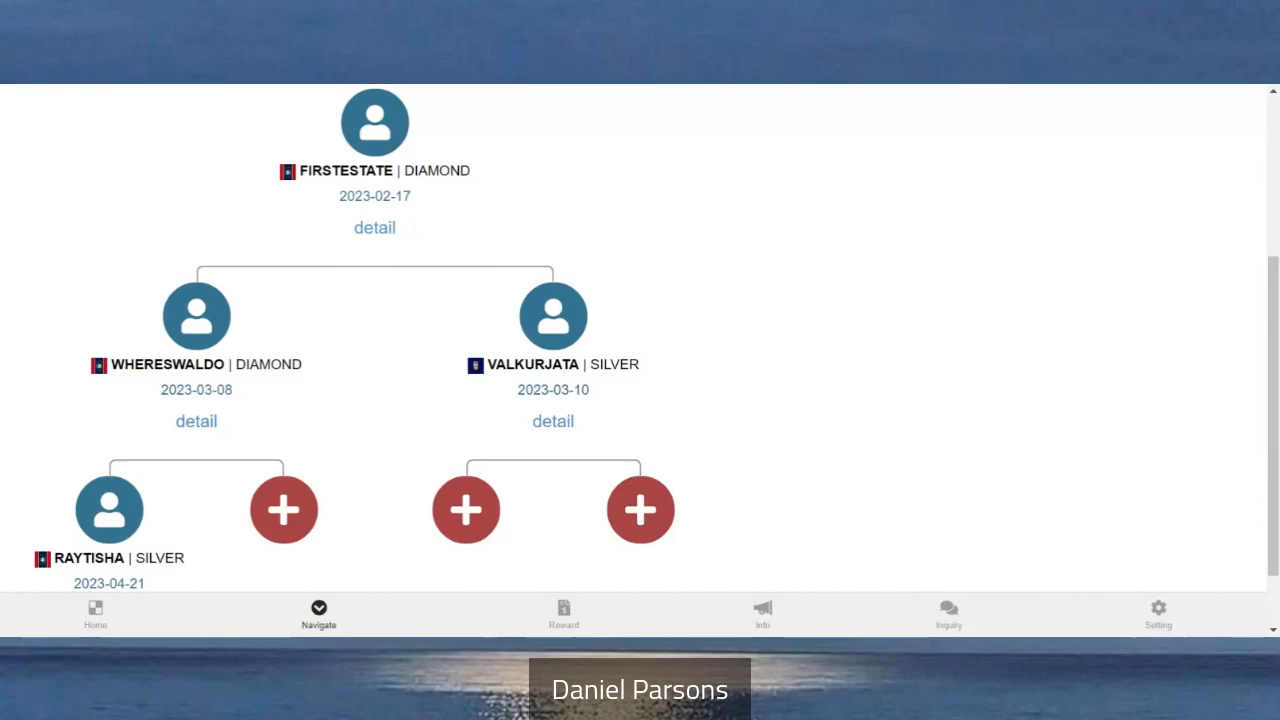 FIRSTESTATE | DIAMOND
2023-02-17
detail
WHERESWALDO | DIAMOND
2023-03-08
detail
VALKURJATA | SILVER
2023-03-10
detail
RAYTISHA | SILVER
2023-04-21
Home
Navigate
Reward
Info
Inquiry
Setting
Daniel Parsons